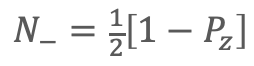 N₋ = ½[1 − P_z]